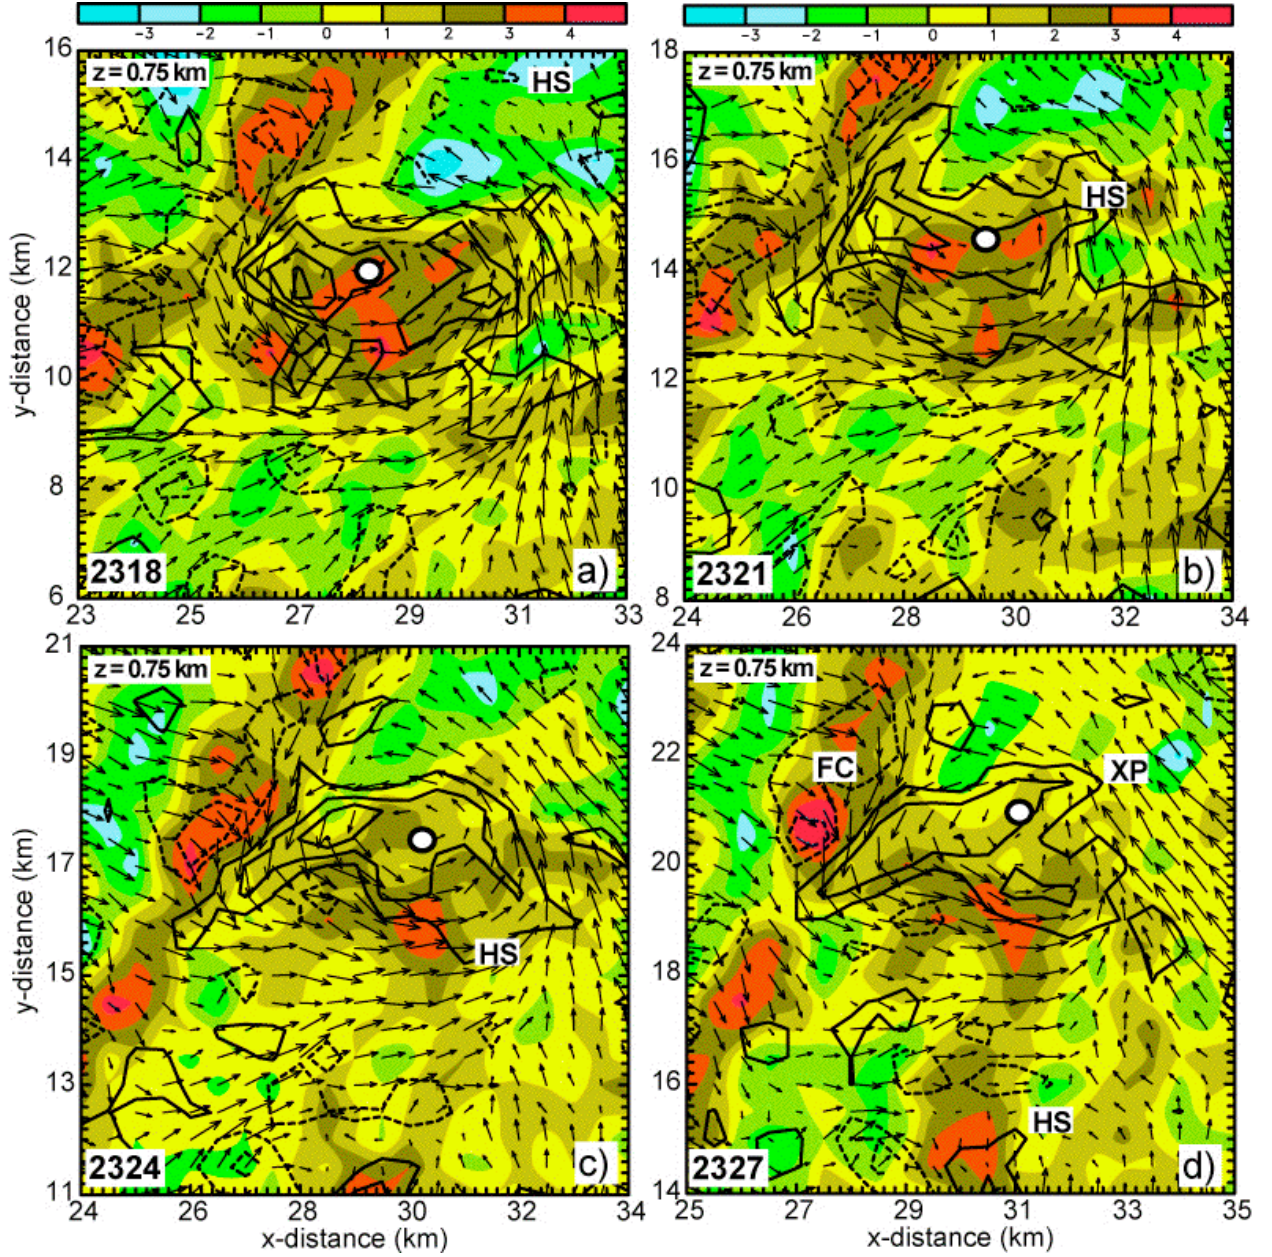 -3 -2 -1 0 1 2 3 4
-3 -2 -1 0 1 2 3 4
16
z = 0.75 km
HS
14
12
10
8
6
2318
a)
23 25 27 29 31 33
y-distance (km)
18
z = 0.75 km
HS
16
14
12
10
8
2321
b)
24 26 28 30 32 34
21
z = 0.75 km
19
17
15
13
11
HS
2324
c)
24 26 28 30 32 34
x-distance (km)
y-distance (km)
24
z = 0.75 km
22
20
18
16
14
FC
XP
HS
2327
d)
25 27 29 31 33 35
x-distance (km)